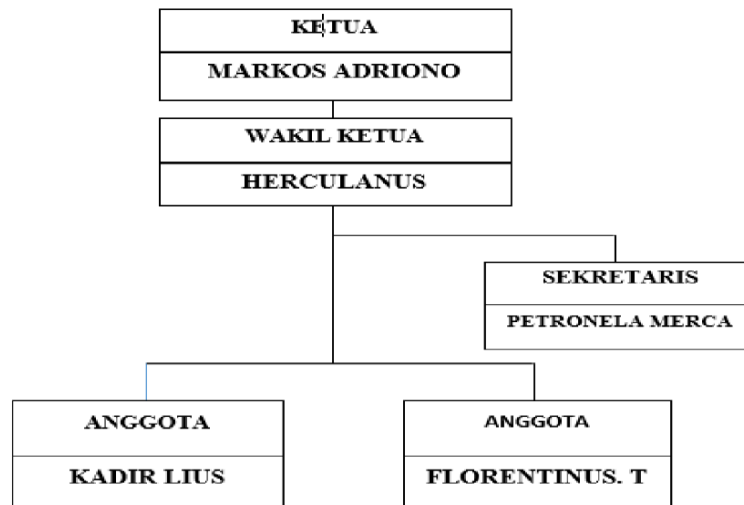 KETUA
MARKOS ADRIONO
WAKIL KETUA
HERCULANUS
SEKRETARIS
PETRONELA MERCA
ANGGOTA
KADIR LIUS
ANGGOTA
FLORENTINUS. T